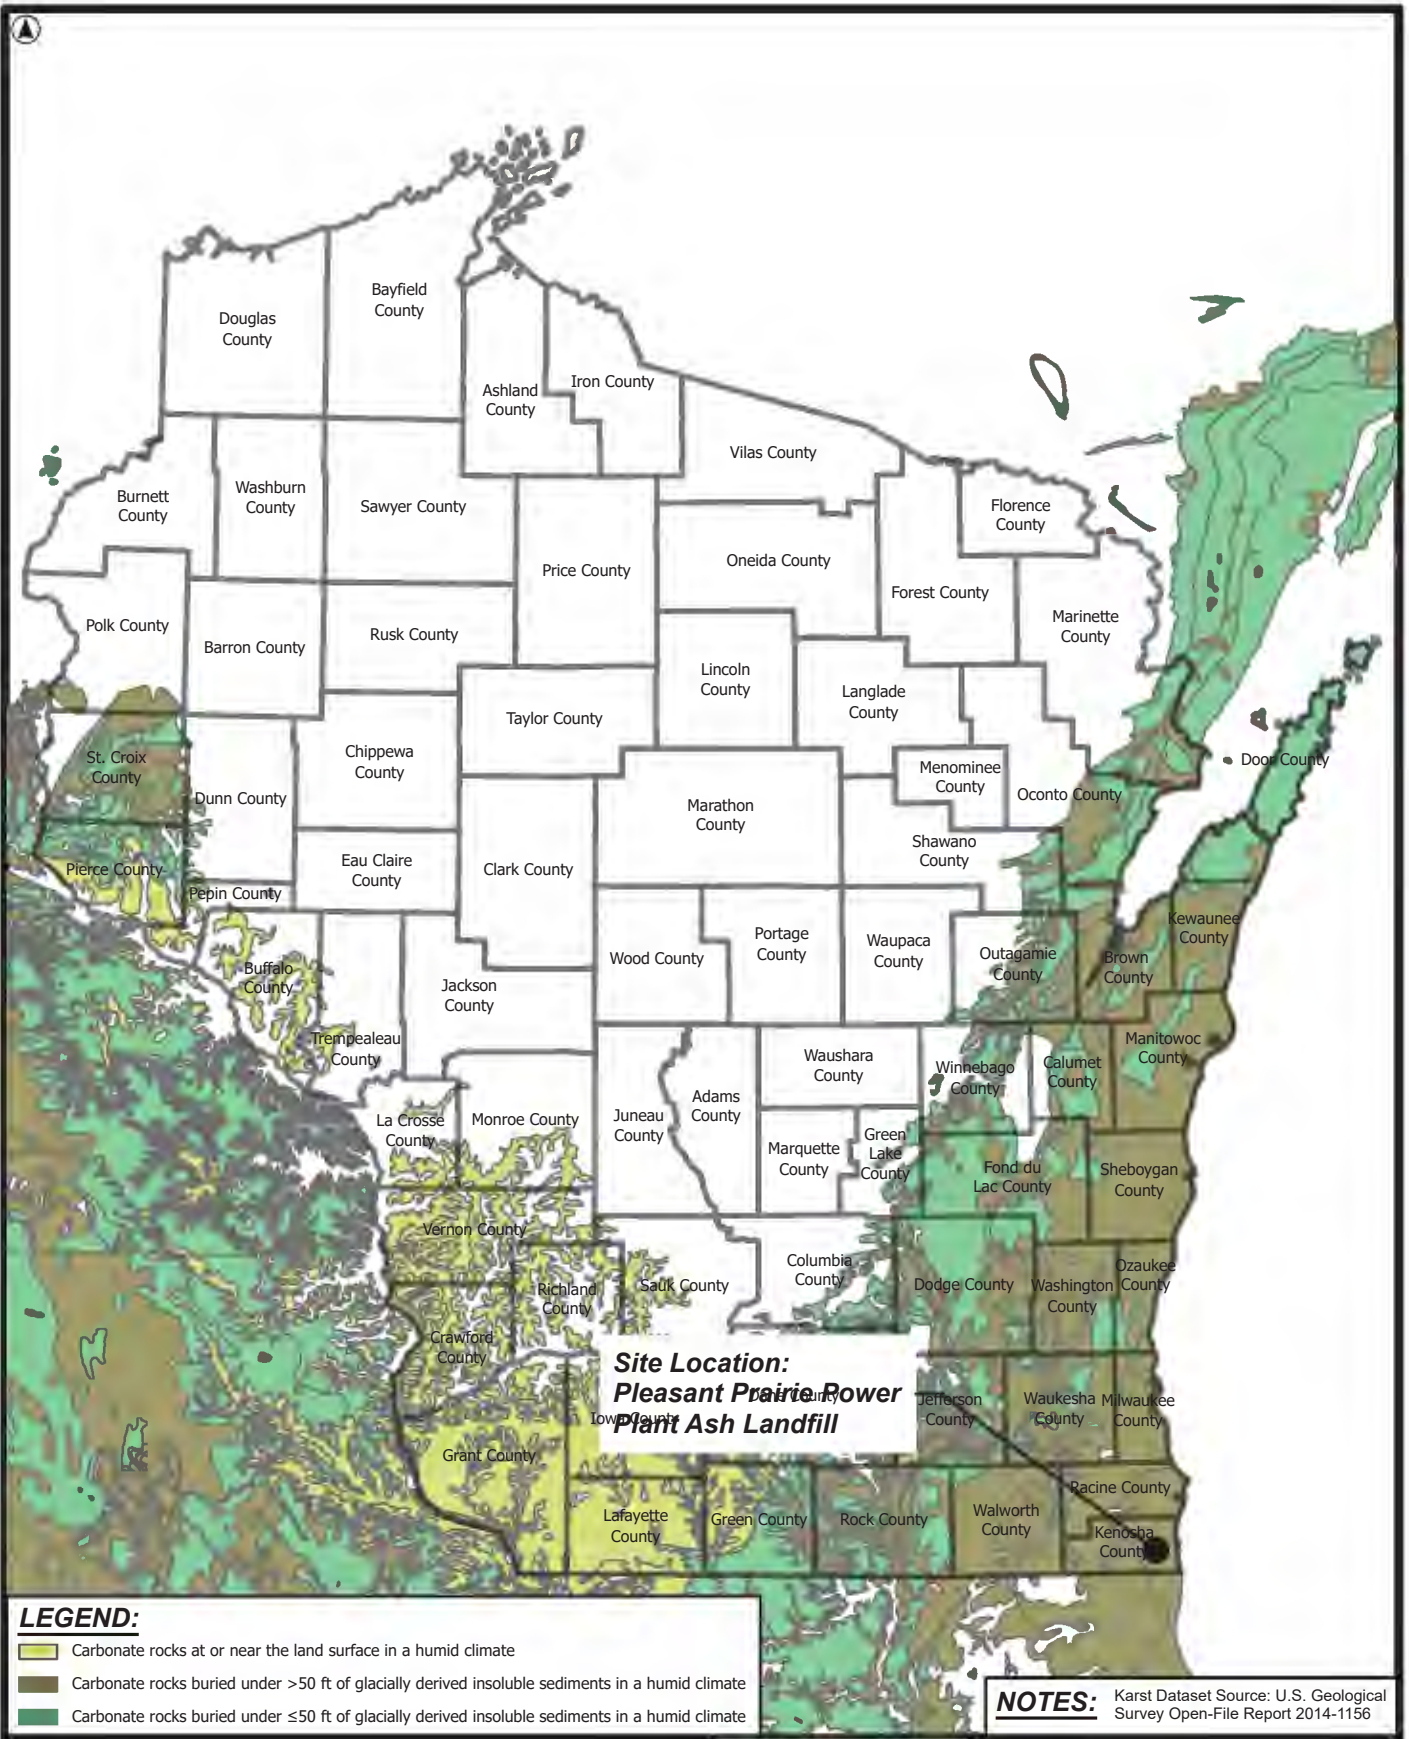 Bayfield
County
Douglas
County
Iron County
Ashland
County
Vilas County
Washburn
County
Burnett
County
Sawyer County
Florence
County
Oneida County
Price County
Forest County
Polk County
Barron County
Rusk County
Marinette
County
Lincoln
County
Langlade
County
Taylor County
Chippewa
County
St. Croix
County
Door County
Menominee
County
Dunn County
Oconto County
Marathon
County
Shawano
County
Pierce County
Eau Claire
County
Clark County
Pepin County
Kewaunee
County
Portage
County
Waupaca
County
Wood County
Outagamie
County
Brown
County
Buffalo
County
Jackson
County
Trempealeau
County
Manitowoc
County
Waushara
County
Winnebago
County
Calumet
County
Adams
County
La Crosse
County
Monroe County
Juneau
County
Green
Lake
County
Marquette
County
Fond du
Lac County
Sheboygan
County
Vernon County
Columbia
County
Ozaukee
County
Richland
County
Sauk County
Dodge County
Washington
County
Crawford
County
Site Location:
Pleasant Prairie Power
Plant Ash Landfill
Dane County
Iowa County
Jefferson
County
Waukesha
County
Milwaukee
County
Grant County
Racine County
Lafayette
County
Green County
Rock County
Walworth
County
Kenosha
County
LEGEND:
Carbonate rocks at or near the land surface in a humid climate
Carbonate rocks buried under >50 ft of glacially derived insoluble sediments in a humid climate
Carbonate rocks buried under ≤50 ft of glacially derived insoluble sediments in a humid climate
NOTES:
Karst Dataset Source: U.S. Geological
Survey Open-File Report 2014-1156